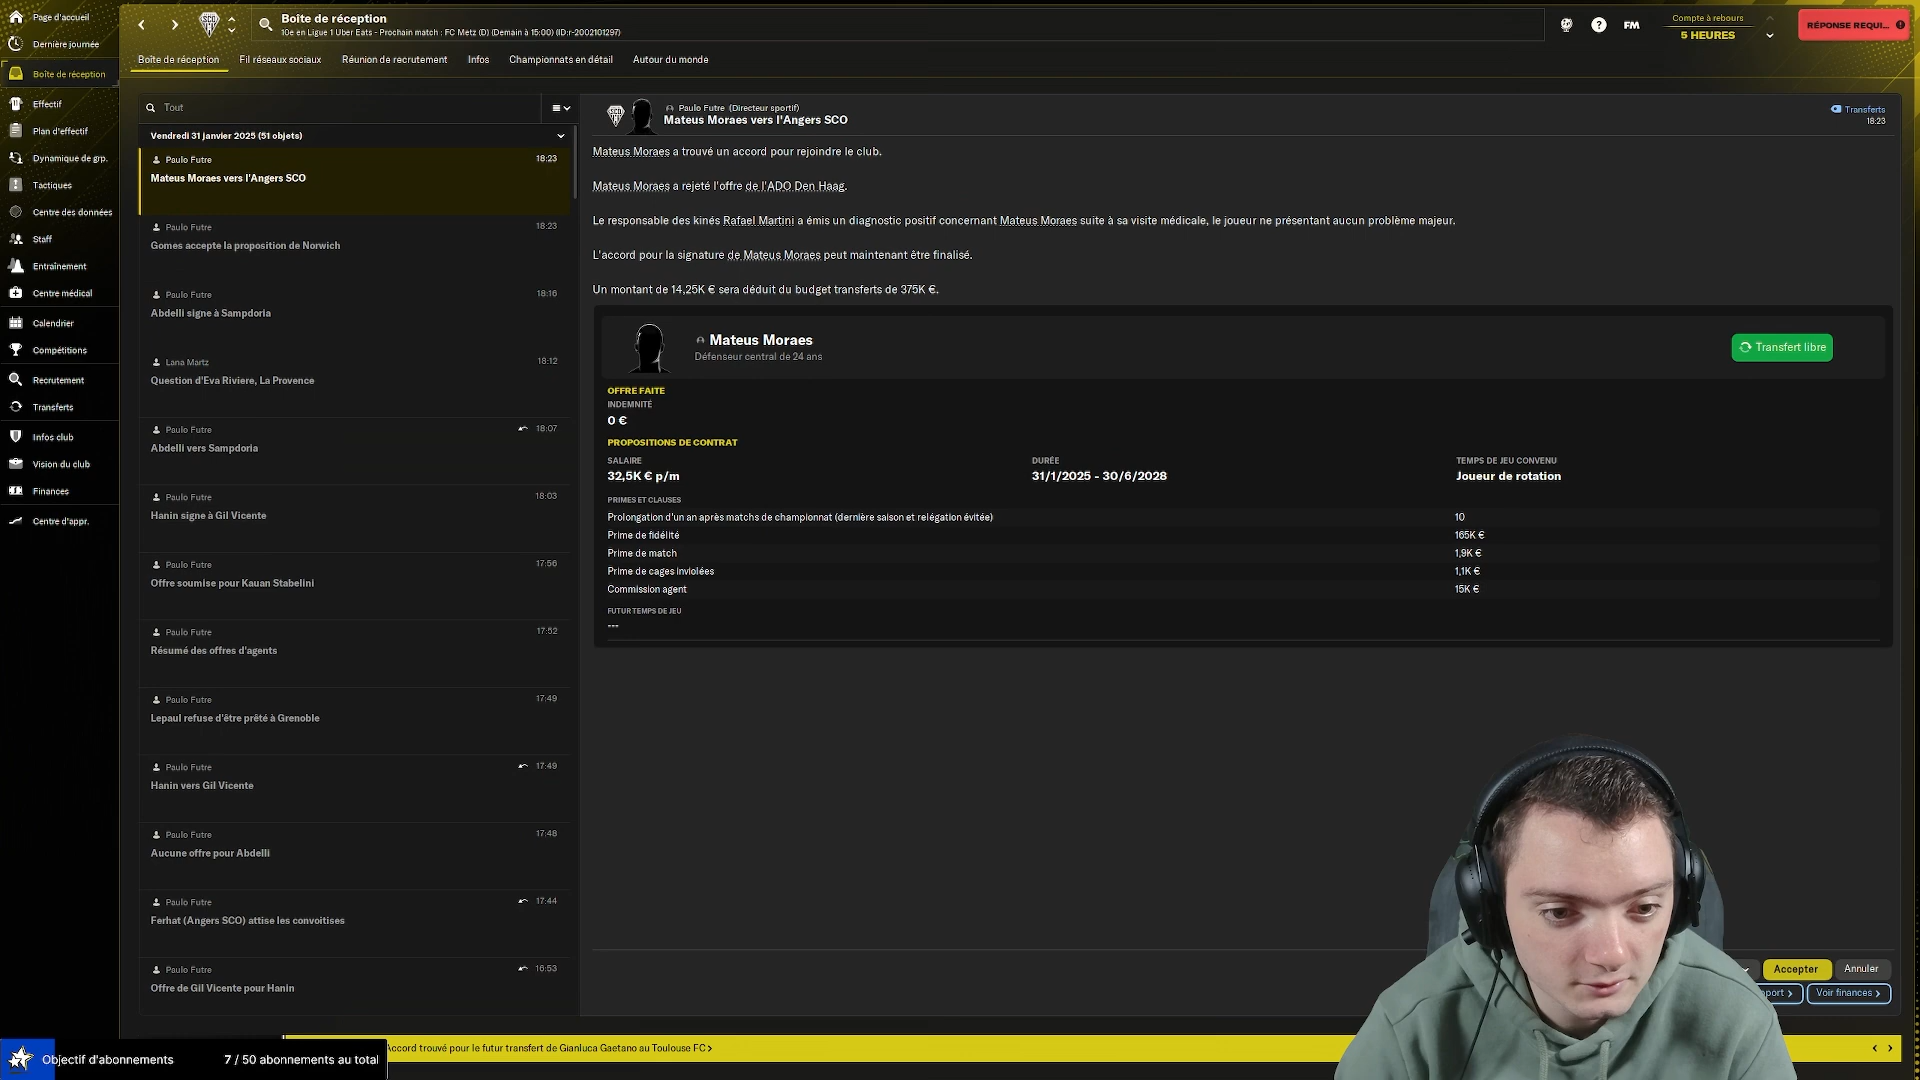 Page d'accueil
Dernière journée
Boîte de réception
Effectif
Plan d'effectif
Dynamique de grp.
Tactiques
Centre des données
Staff
Entraînement
Centre médical
Calendrier
Compétitions
Recrutement
Transferts
Infos club
Vision du club
Finances
Centre d'appr.
Boîte de réception
10e en Ligne 1 Uber Eats - Prochain match : FC Metz (D) (Demain à 15:00) (ID:r-2002101297)
FM
Compte à rebours
5 HEURES
RÉPONSE REQUI...
Boîte de réception
Fil réseaux sociaux
Réunion de recrutement
Infos
Championnats en détail
Autour du monde
Tout
Vendredi 31 janvier 2025 (51 objets)
Paulo Futre 18:23
Mateus Moraes vers l'Angers SCO
Paulo Futre 18:23
Gomes accepte la proposition de Norwich
Paulo Futre 18:16
Abdelli signe à Sampdoria
Lana Martz 18:12
Question d'Eva Riviere, La Provence
Paulo Futre 18:07
Abdelli vers Sampdoria
Paulo Futre 18:03
Hanin signe à Gil Vicente
Paulo Futre 17:56
Offre soumise pour Kauan Stabelini
Paulo Futre 17:52
Résumé des offres d'agents
Paulo Futre 17:49
Lepaul refuse d'être prêté à Grenoble
Paulo Futre 17:49
Hanin vers Gil Vicente
Paulo Futre 17:48
Aucune offre pour Abdelli
Paulo Futre 17:44
Ferhat (Angers SCO) attise les convoitises
Paulo Futre 16:53
Offre de Gil Vicente pour Hanin
Paulo Futre (Directeur sportif)
Mateus Moraes vers l'Angers SCO
Transferts
18:23
Mateus Moraes a trouvé un accord pour rejoindre le club.
Mateus Moraes a rejeté l'offre de l'ADO Den Haag.
Le responsable des kinés Rafael Martini a émis un diagnostic positif concernant Mateus Moraes suite à sa visite médicale, le joueur ne présentant aucun problème majeur.
L'accord pour la signature de Mateus Moraes peut maintenant être finalisé.
Un montant de 14,25K € sera déduit du budget transferts de 375K €.
Mateus Moraes
Défenseur central de 24 ans
Transfert libre
OFFRE FAITE
INDEMNITÉ
0 €
PROPOSITIONS DE CONTRAT
SALAIRE
32,5K € p/m
DURÉE
31/1/2025 - 30/6/2028
TEMPS DE JEU CONVENU
Joueur de rotation
PRIMES ET CLAUSES
Prolongation d'un an après matchs de championnat (dernière saison et relégation évitée) 10
Prime de fidélité 165K €
Prime de match 1,9K €
Prime de cages inviolées 1,1K €
Commission agent 15K €
FUTUR TEMPS DE JEU
---
Accepter
Annuler
port >
Voir finances >
Objectif d'abonnements 7 / 50 abonnements au total
Accord trouvé pour le futur transfert de Gianluca Gaetano au Toulouse FC >